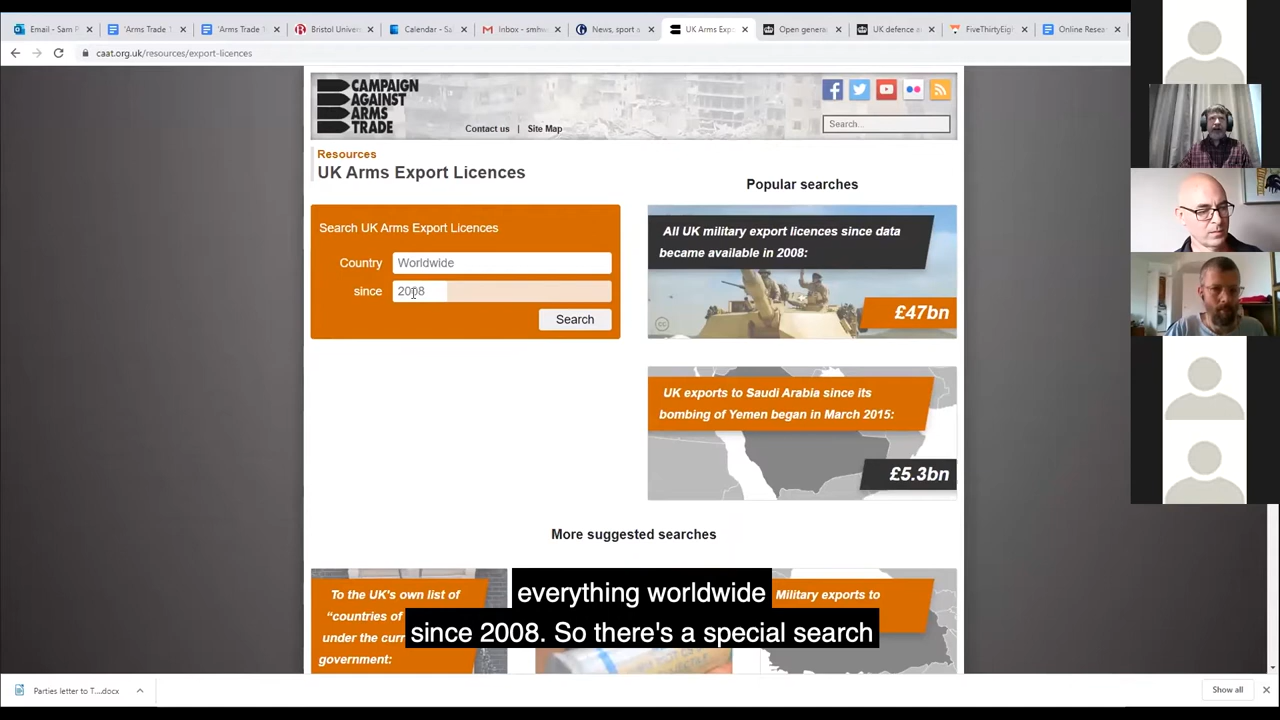 Email - Sam P
'Arms Trade
'Arms Trade
Bristol Univer
Calendar - Sa
Inbox - smhw
News, sport a
UK Arms Exp
Open genera
UK defence a
FiveThirtyEigh
Online Resea
caat.org.uk/resources/export-licences
CAMPAIGN
AGAINST
ARMS
TRADE
Contact us | Site Map
Search...
Resources
UK Arms Export Licences
Popular searches
Search UK Arms Export Licences
Country Worldwide
since 2008
Search
All UK military export licences since data
became available in 2008:
£47bn
UK exports to Saudi Arabia since its
bombing of Yemen began in March 2015:
£5.3bn
More suggested searches
To the UK's own list of
“countries of
under the curr
government:
Military exports to
everything worldwide
since 2008. So there's a special search
Parties letter to T....docx
Show all